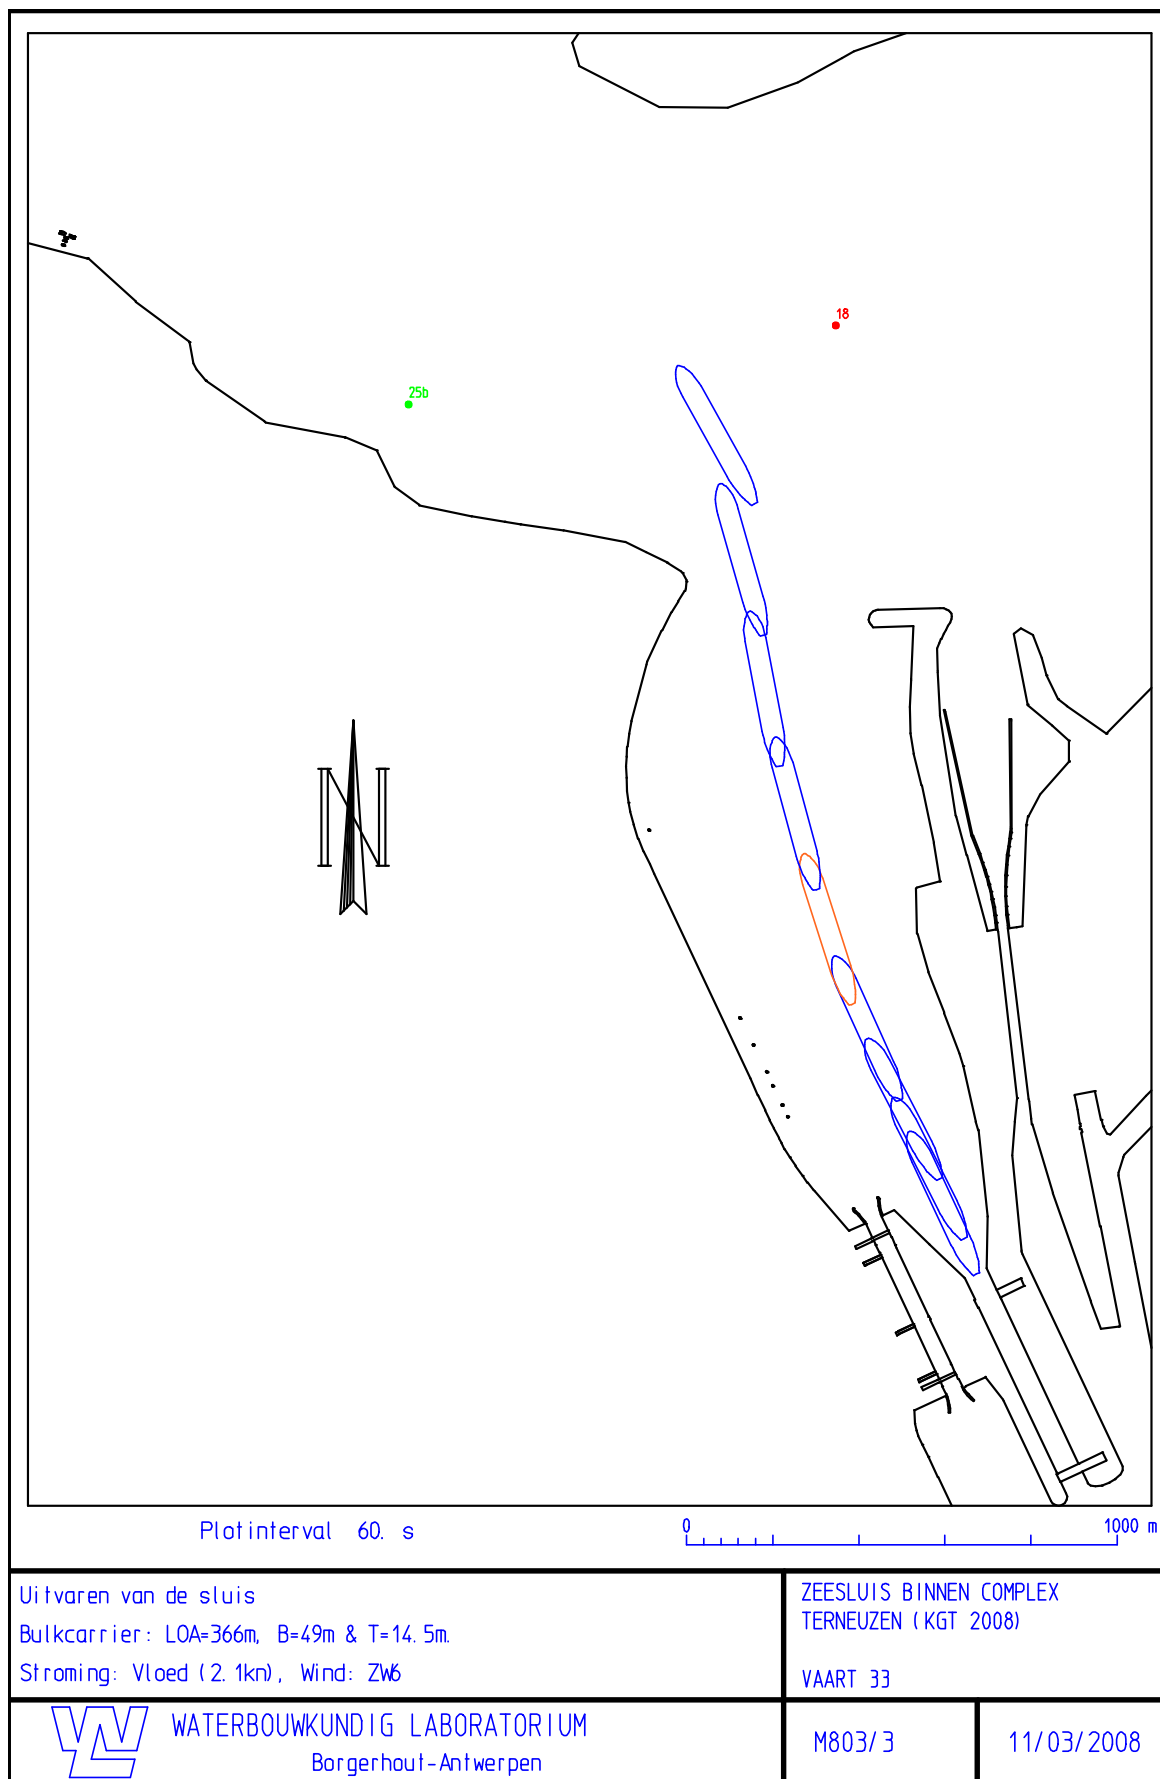 18
25b
N
Plotinterval 60. s
0
1000 m
Uitvaren van de sluis
Bulkcarrier: LOA=366m, B=49m & T=14.5m.
Stroming: Vloed (2.1kn), Wind: ZW6
ZEESLUIS BINNEN COMPLEX
TERNEUZEN (KGT 2008)
VAART 33
WATERBOUWKUNDIG LABORATORIUM
Borgerhout-Antwerpen
M803/3
11/03/2008